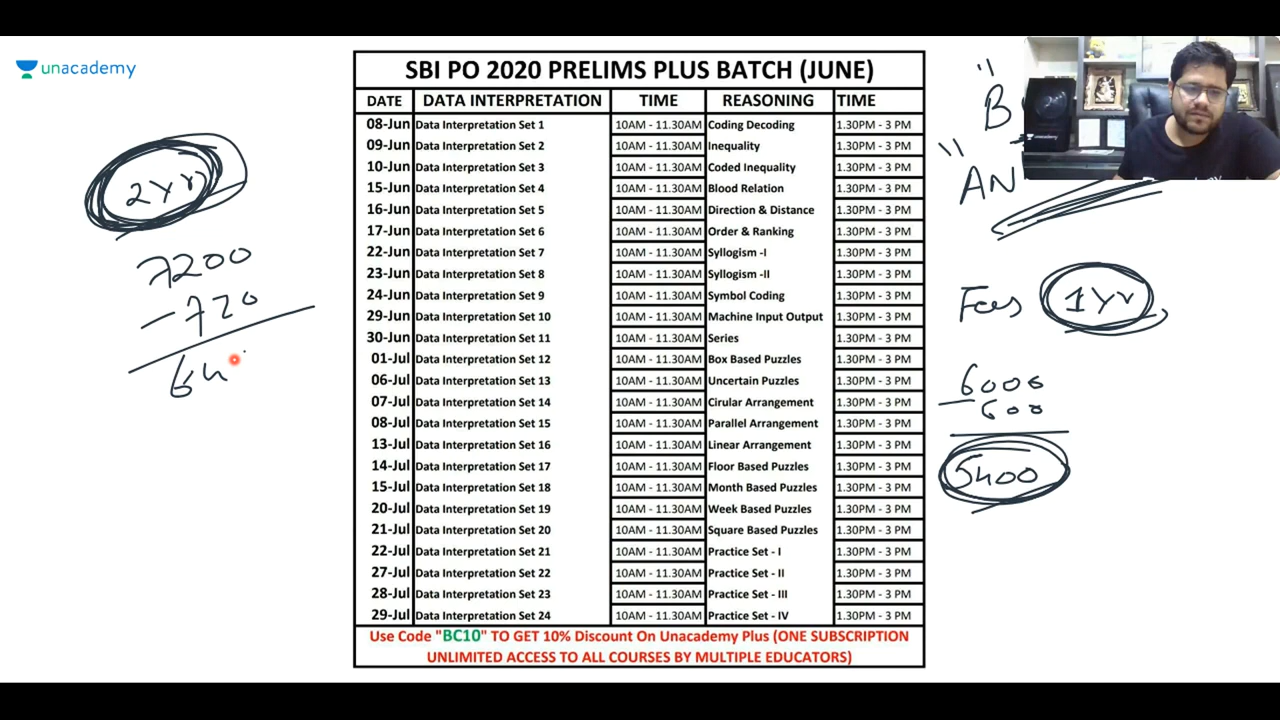 unacademy
SBI PO 2020 PRELIMS PLUS BATCH (JUNE)
DATE DATA INTERPRETATION TIME REASONING TIME
08-Jun Data Interpretation Set 1 10AM - 11.30AM Coding Decoding 1.30PM - 3 PM
09-Jun Data Interpretation Set 2 10AM - 11.30AM Inequality 1.30PM - 3 PM
10-Jun Data Interpretation Set 3 10AM - 11.30AM Coded Inequality 1.30PM - 3 PM
15-Jun Data Interpretation Set 4 10AM - 11.30AM Blood Relation 1.30PM - 3 PM
16-Jun Data Interpretation Set 5 10AM - 11.30AM Direction & Distance 1.30PM - 3 PM
17-Jun Data Interpretation Set 6 10AM - 11.30AM Order & Ranking 1.30PM - 3 PM
22-Jun Data Interpretation Set 7 10AM - 11.30AM Syllogism -I 1.30PM - 3 PM
23-Jun Data Interpretation Set 8 10AM - 11.30AM Syllogism -II 1.30PM - 3 PM
24-Jun Data Interpretation Set 9 10AM - 11.30AM Symbol Coding 1.30PM - 3 PM
29-Jun Data Interpretation Set 10 10AM - 11.30AM Machine Input Output 1.30PM - 3 PM
30-Jun Data Interpretation Set 11 10AM - 11.30AM Series 1.30PM - 3 PM
01-Jul Data Interpretation Set 12 10AM - 11.30AM Box Based Puzzles 1.30PM - 3 PM
06-Jul Data Interpretation Set 13 10AM - 11.30AM Uncertain Puzzles 1.30PM - 3 PM
07-Jul Data Interpretation Set 14 10AM - 11.30AM Cirular Arrangement 1.30PM - 3 PM
08-Jul Data Interpretation Set 15 10AM - 11.30AM Parallel Arrangement 1.30PM - 3 PM
13-Jul Data Interpretation Set 16 10AM - 11.30AM Linear Arrangement 1.30PM - 3 PM
14-Jul Data Interpretation Set 17 10AM - 11.30AM Floor Based Puzzles 1.30PM - 3 PM
15-Jul Data Interpretation Set 18 10AM - 11.30AM Month Based Puzzles 1.30PM - 3 PM
20-Jul Data Interpretation Set 19 10AM - 11.30AM Week Based Puzzles 1.30PM - 3 PM
21-Jul Data Interpretation Set 20 10AM - 11.30AM Square Based Puzzles 1.30PM - 3 PM
22-Jul Data Interpretation Set 21 10AM - 11.30AM Practice Set - I 1.30PM - 3 PM
27-Jul Data Interpretation Set 22 10AM - 11.30AM Practice Set - II 1.30PM - 3 PM
28-Jul Data Interpretation Set 23 10AM - 11.30AM Practice Set - III 1.30PM - 3 PM
29-Jul Data Interpretation Set 24 10AM - 11.30AM Practice Set - IV 1.30PM - 3 PM
Use Code "BC10" TO GET 10% Discount On Unacademy Plus (ONE SUBSCRIPTION
UNLIMITED ACCESS TO ALL COURSES BY MULTIPLE EDUCATORS)
2 Yr
7200
- 720
64
B
AN
Fees 1 Yr
6000
- 600
5400